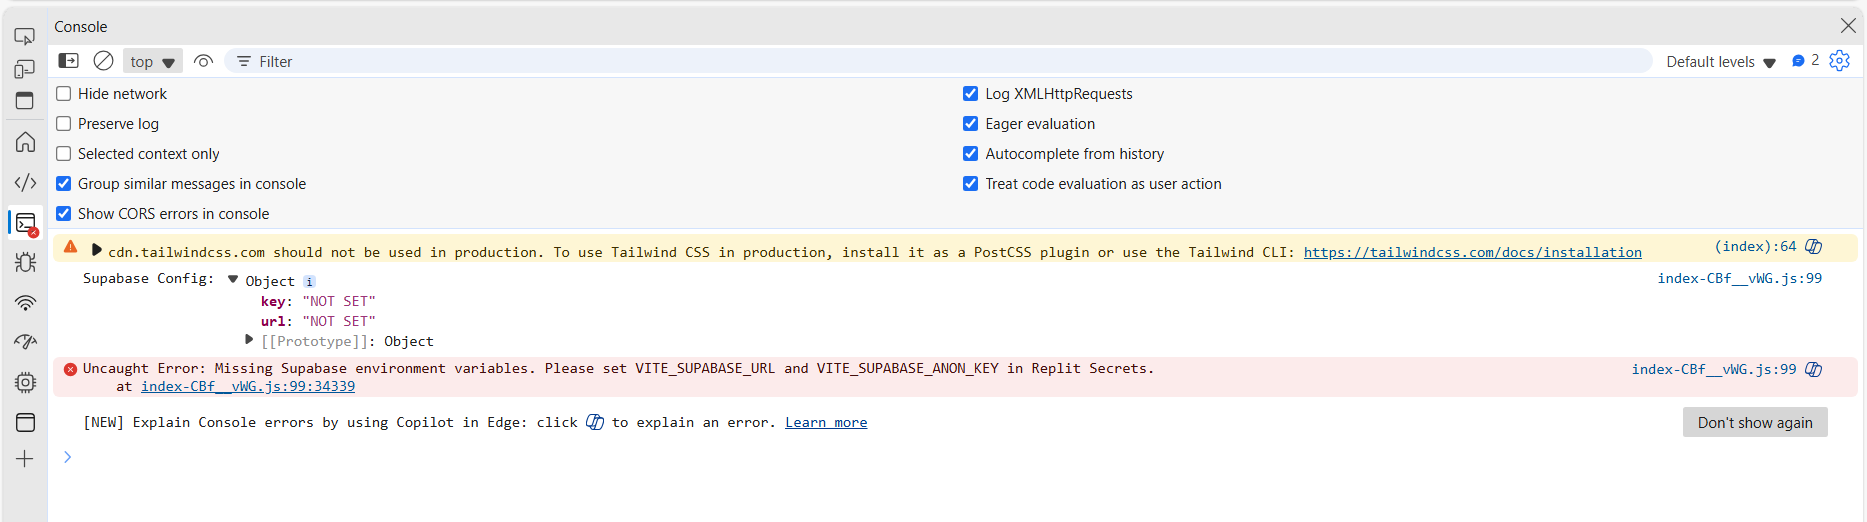 Console
top
Filter
Default levels
2
Hide network
Log XMLHttpRequests
Preserve log
Eager evaluation
Selected context only
Autocomplete from history
Group similar messages in console
Treat code evaluation as user action
Show CORS errors in console
cdn.tailwindcss.com should not be used in production. To use Tailwind CSS in production, install it as a PostCSS plugin or use the Tailwind CLI: https://tailwindcss.com/docs/installation (index):64
Supabase Config: Object i index-CBf__vWG.js:99
key: "NOT SET"
url: "NOT SET"
[[Prototype]]: Object
Uncaught Error: Missing Supabase environment variables. Please set VITE_SUPABASE_URL and VITE_SUPABASE_ANON_KEY in Replit Secrets. index-CBf__vWG.js:99
at index-CBf__vWG.js:99:34339
[NEW] Explain Console errors by using Copilot in Edge: click to explain an error. Learn more
Don't show again